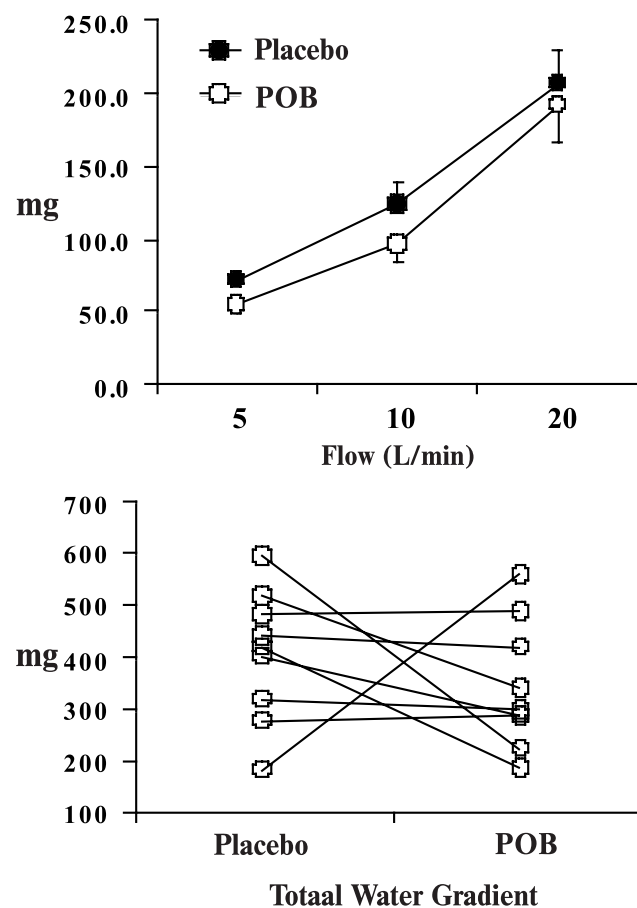 250.0
Placebo
200.0
POB
150.0
mg
100.0
50.0
0.0
5 10 20
Flow (L/min)
700
600
500
mg
400
300
200
100
Placebo POB
Totaal Water Gradient